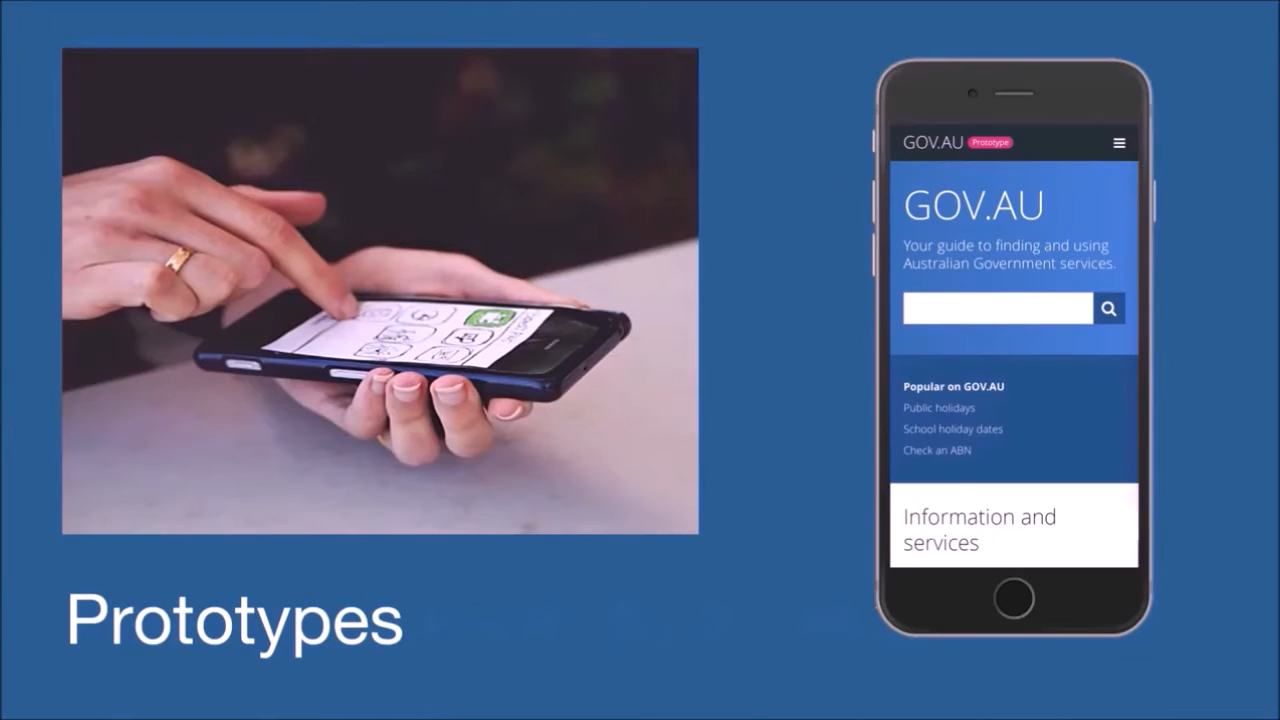 Prototypes
GOV.AU Prototype
GOV.AU
Your guide to finding and using
Australian Government services.
Popular on GOV.AU
Public holidays
School holiday dates
Check an ABN
Information and
services